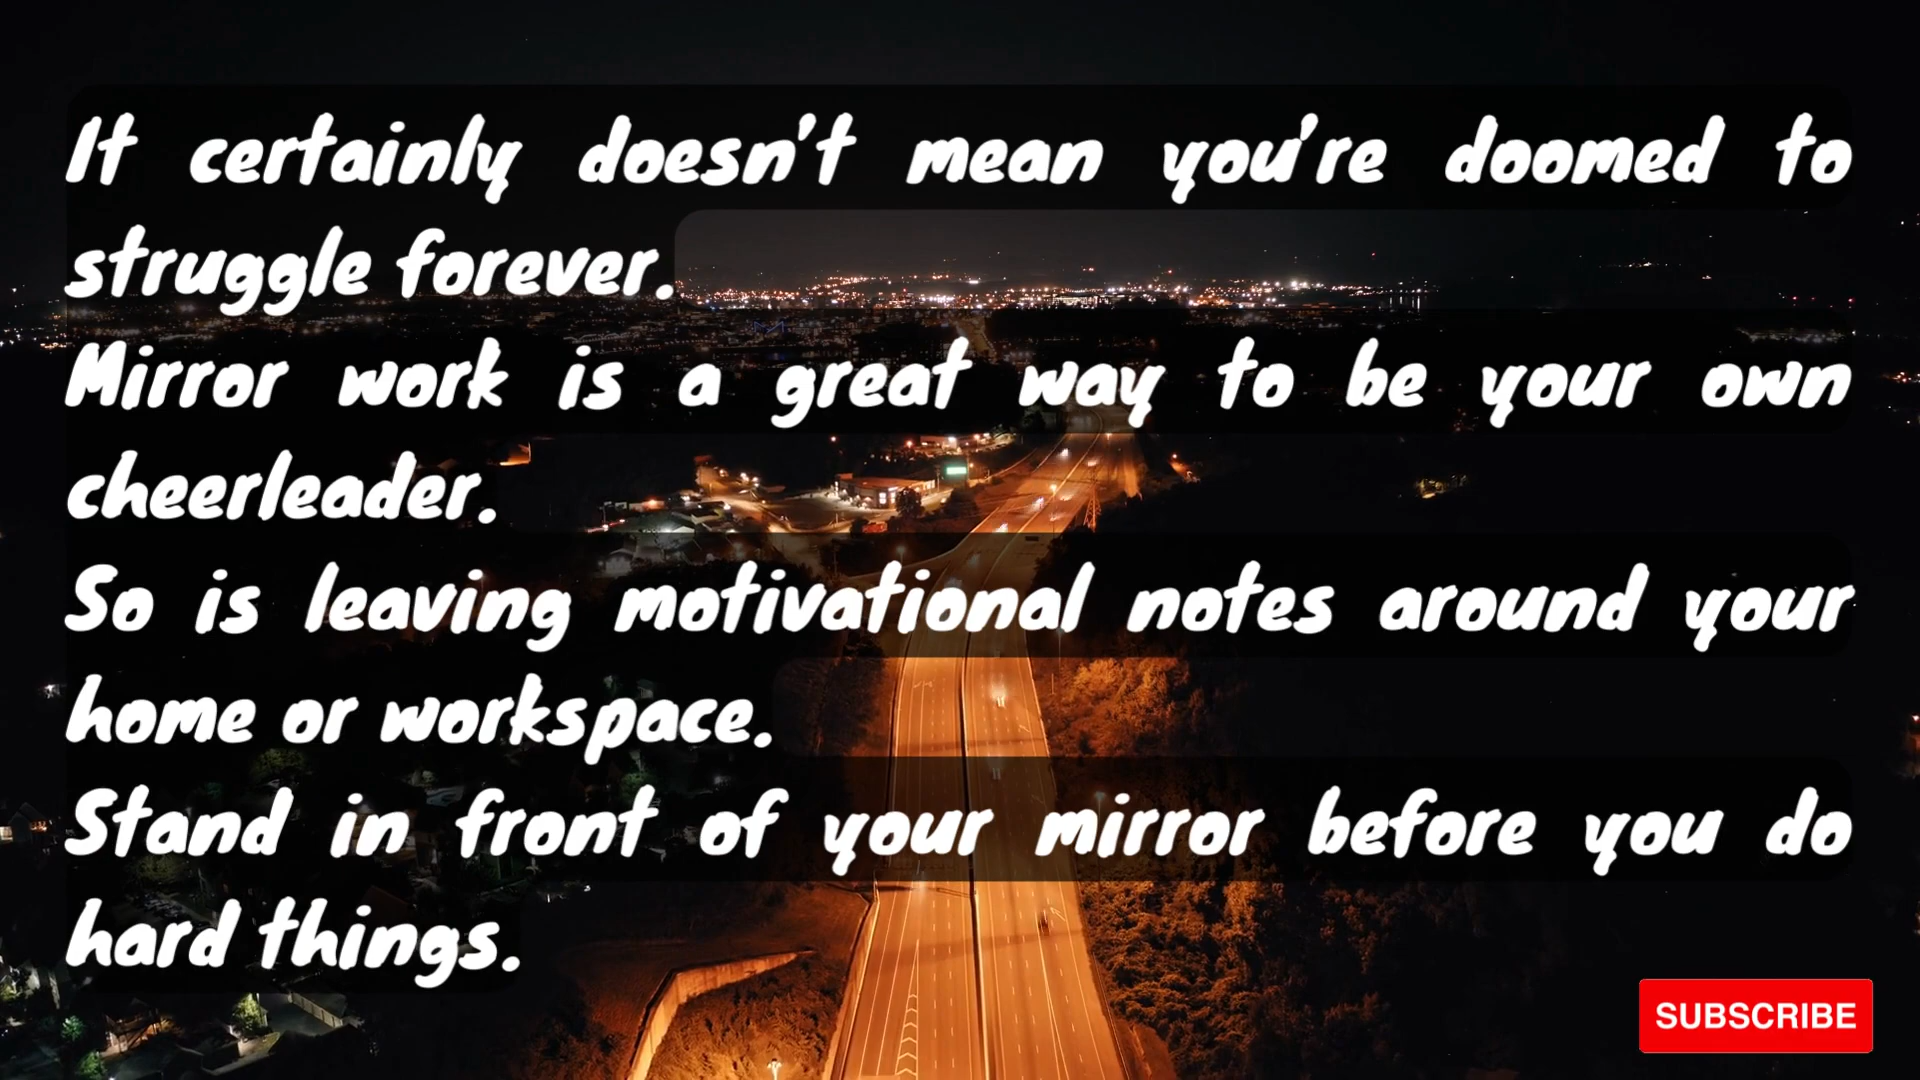 It certainly doesn't mean you're doomed to
struggle forever.
Mirror work is a great way to be your own
cheerleader.
So is leaving motivational notes around your
home or workspace.
Stand in front of your mirror before you do
hard things.
SUBSCRIBE